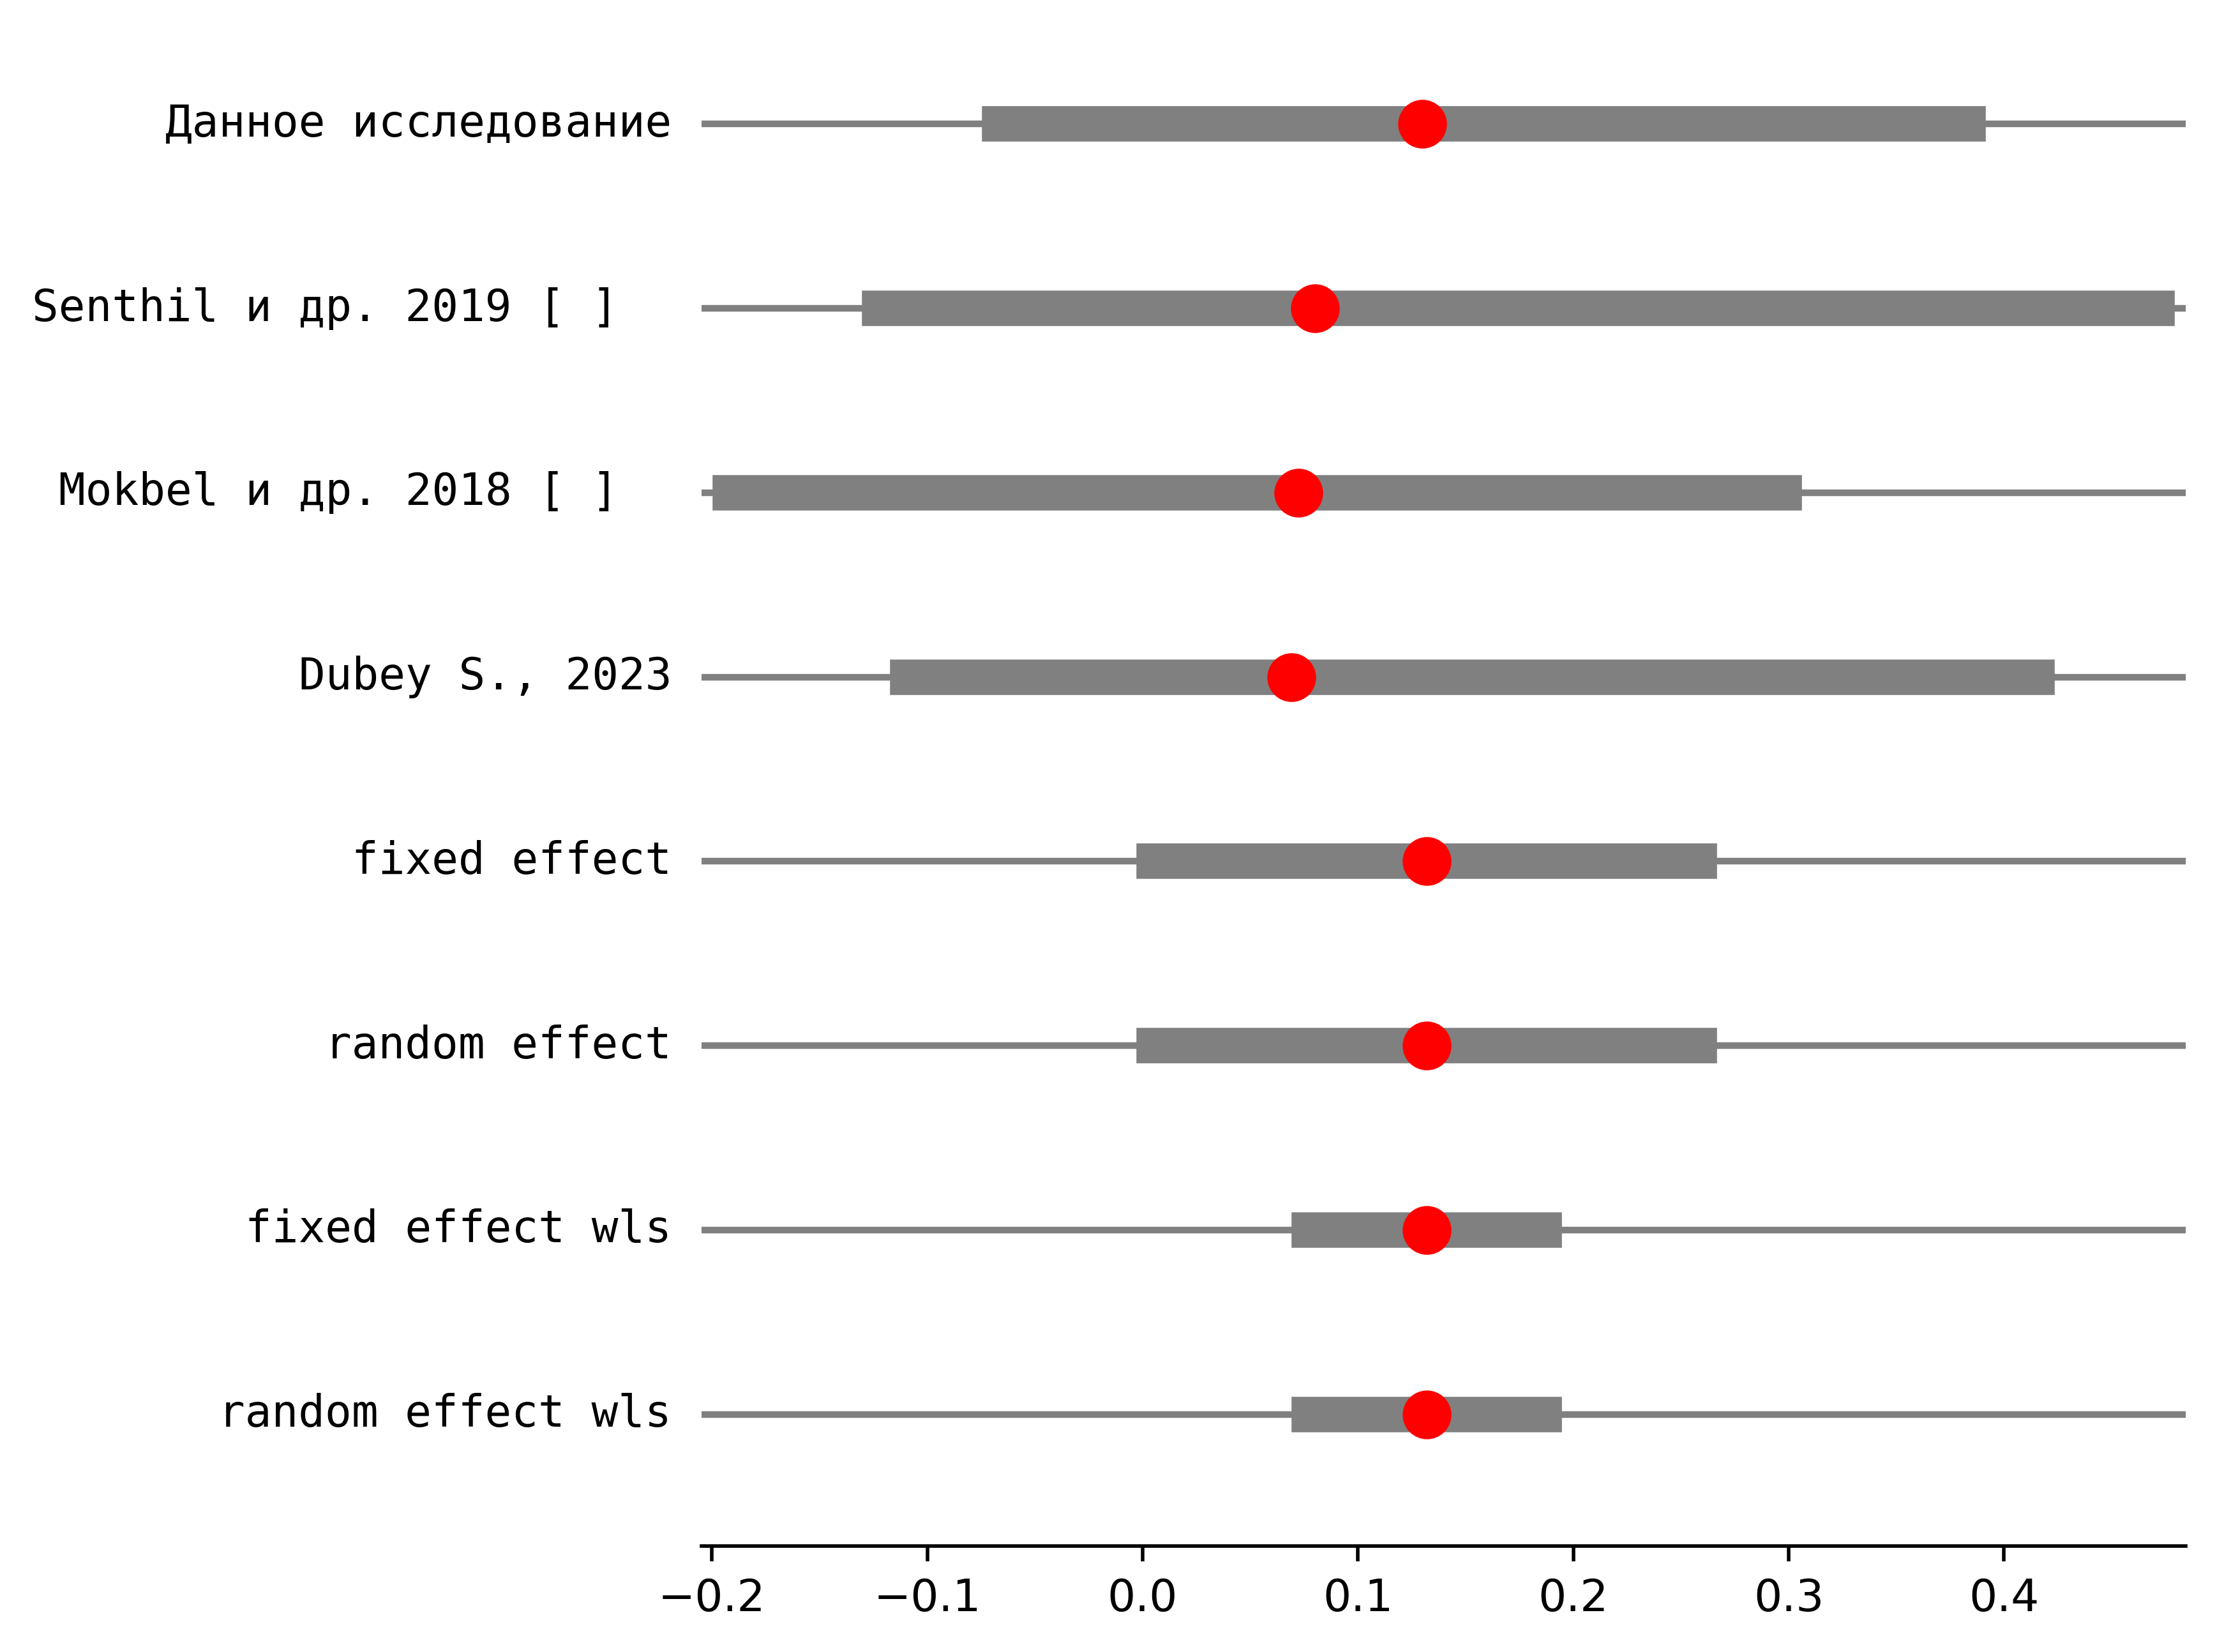 Данное исследование
Senthil и др. 2019 [ ]
Mokbel и др. 2018 [ ]
Dubey S., 2023
fixed effect
random effect
fixed effect wls
random effect wls
−0.2 −0.1 0.0 0.1 0.2 0.3 0.4